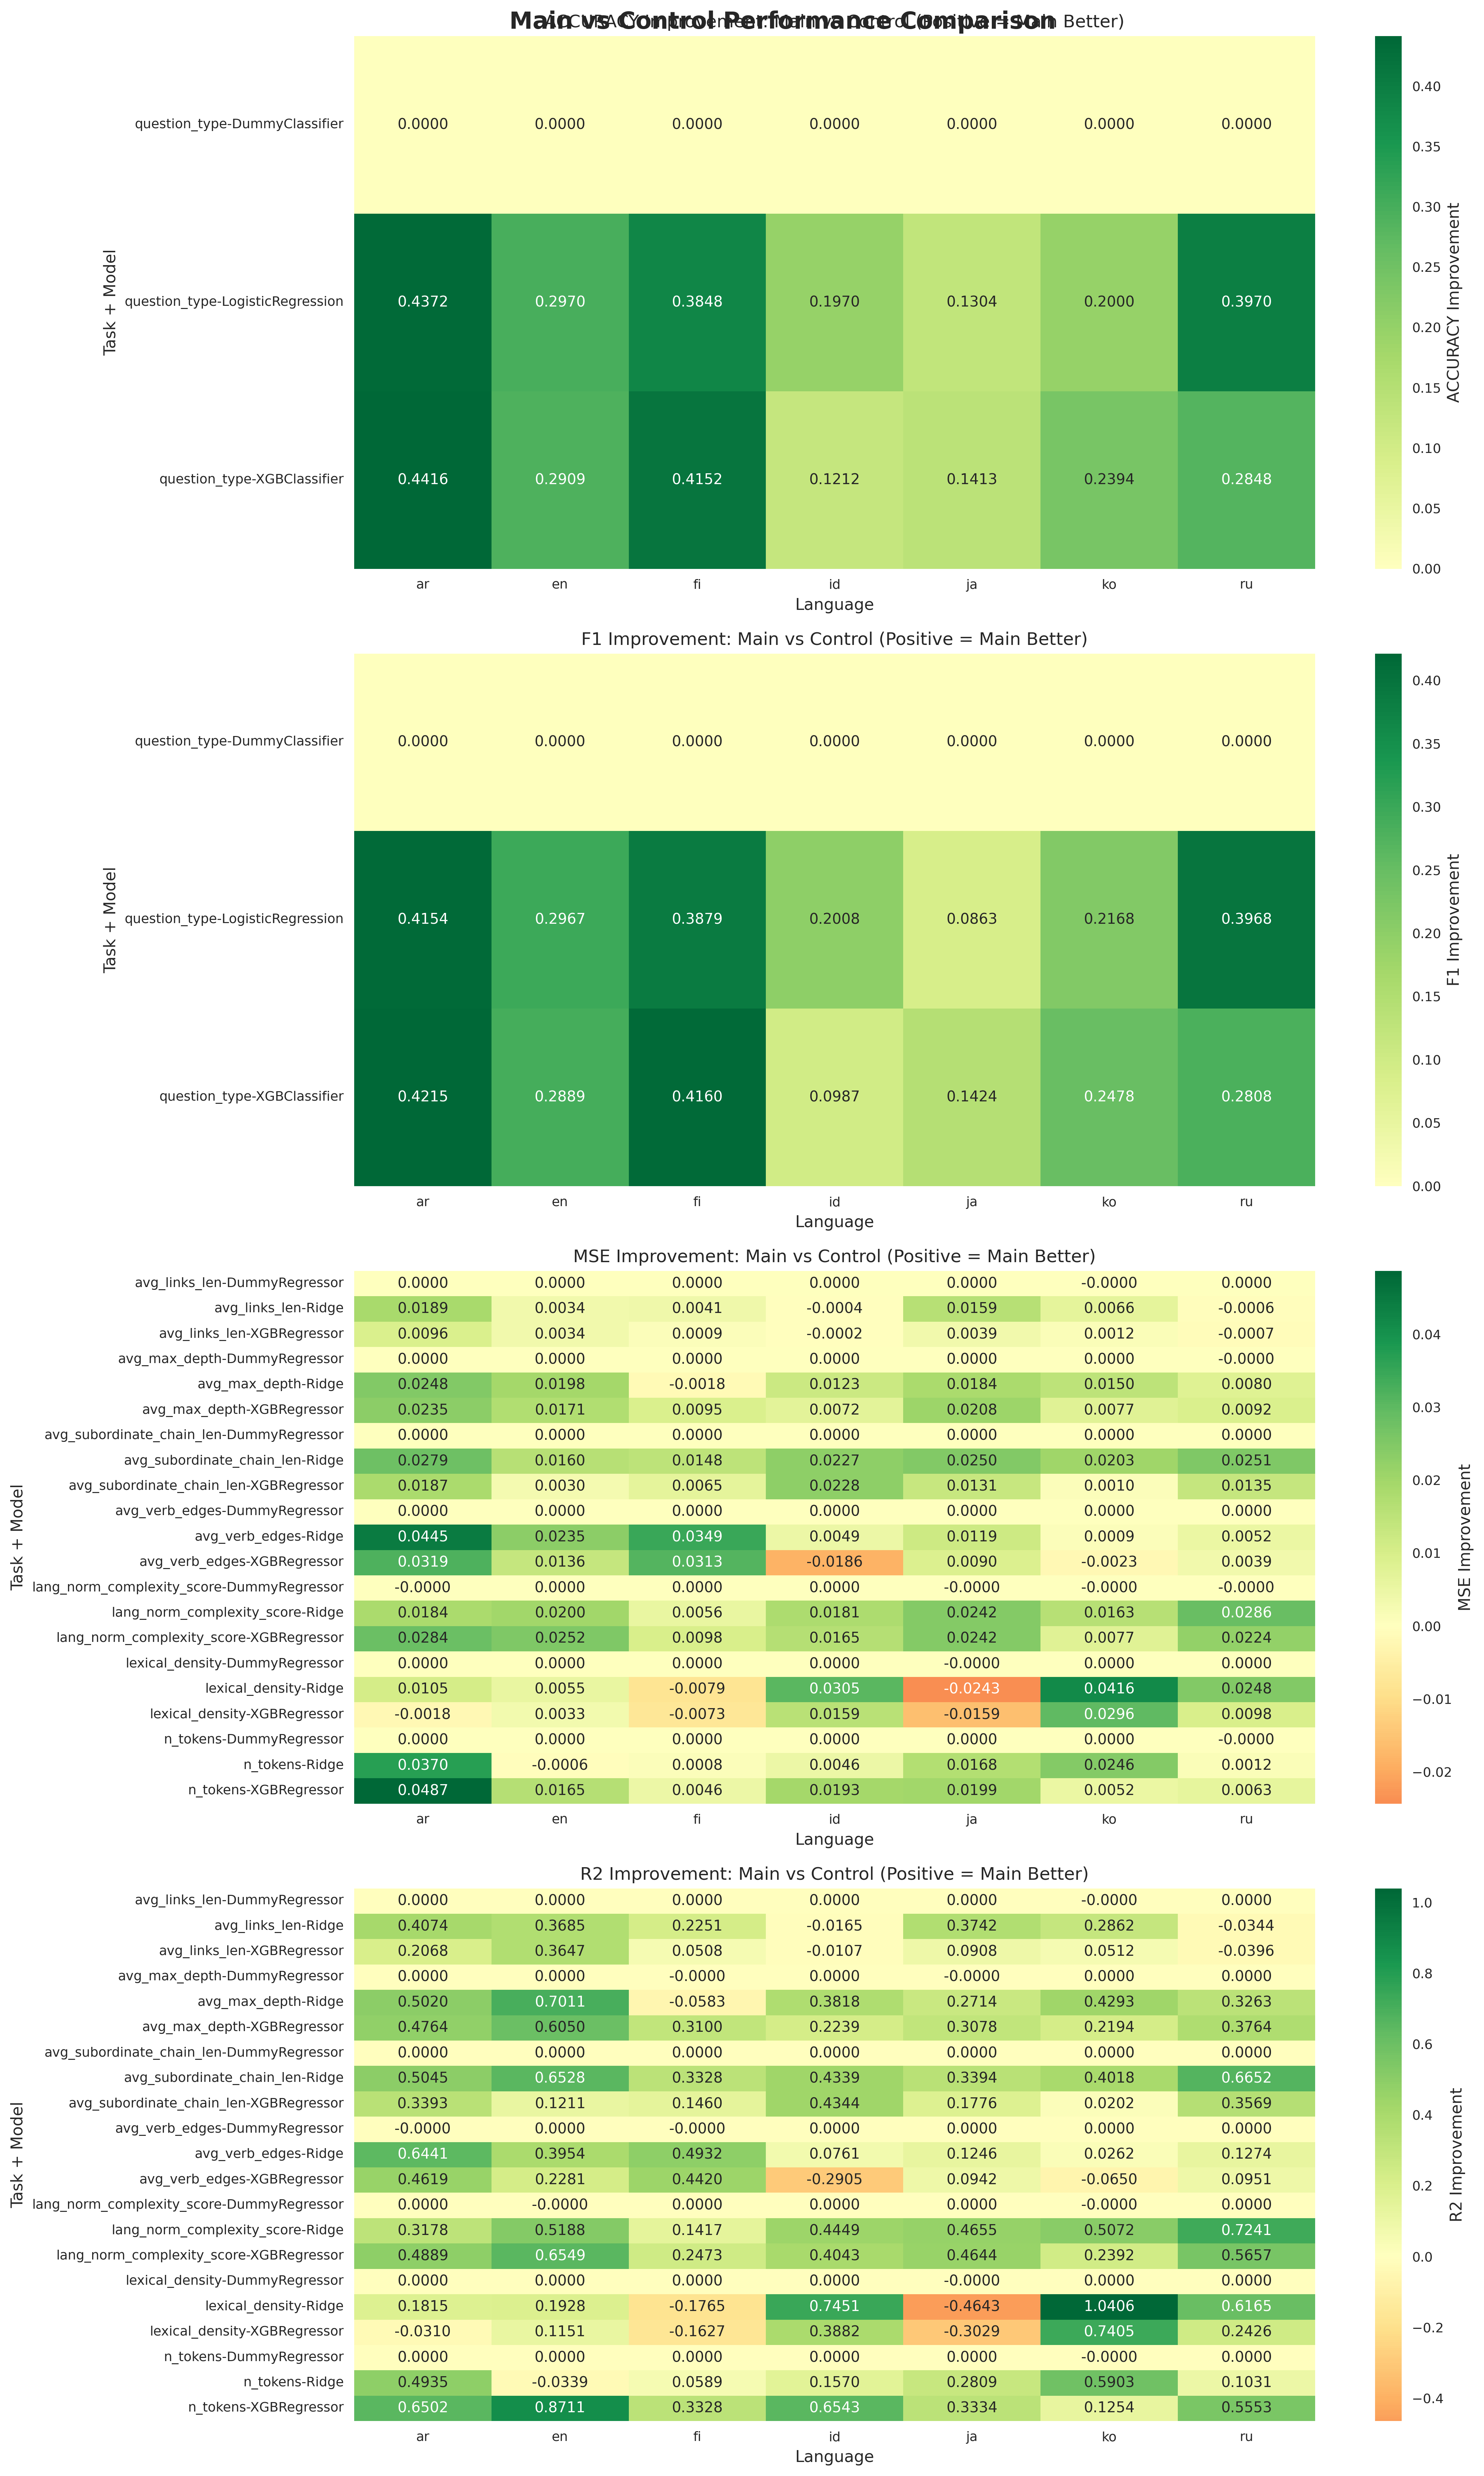 Main vs Control Performance Comparison
ACCURACY Improvement: Main vs Control (Positive = Main Better)
question_type-DummyClassifier 0.0000 0.0000 0.0000 0.0000 0.0000 0.0000 0.0000
question_type-LogisticRegression 0.4372 0.2970 0.3848 0.1970 0.1304 0.2000 0.3970
question_type-XGBClassifier 0.4416 0.2909 0.4152 0.1212 0.1413 0.2394 0.2848
ar en fi id ja ko ru
Language
Task + Model
0.40
0.35
0.30
0.25
0.20
0.15
0.10
0.05
0.00
ACCURACY Improvement
F1 Improvement: Main vs Control (Positive = Main Better)
question_type-DummyClassifier 0.0000 0.0000 0.0000 0.0000 0.0000 0.0000 0.0000
question_type-LogisticRegression 0.4154 0.2967 0.3879 0.2008 0.0863 0.2168 0.3968
question_type-XGBClassifier 0.4215 0.2889 0.4160 0.0987 0.1424 0.2478 0.2808
ar en fi id ja ko ru
Language
Task + Model
0.40
0.35
0.30
0.25
0.20
0.15
0.10
0.05
0.00
F1 Improvement
MSE Improvement: Main vs Control (Positive = Main Better)
avg_links_len-DummyRegressor 0.0000 0.0000 0.0000 0.0000 0.0000 -0.0000 0.0000
avg_links_len-Ridge 0.0189 0.0034 0.0041 -0.0004 0.0159 0.0066 -0.0006
avg_links_len-XGBRegressor 0.0096 0.0034 0.0009 -0.0002 0.0039 0.0012 -0.0007
avg_max_depth-DummyRegressor 0.0000 0.0000 0.0000 0.0000 0.0000 0.0000 -0.0000
avg_max_depth-Ridge 0.0248 0.0198 -0.0018 0.0123 0.0184 0.0150 0.0080
avg_max_depth-XGBRegressor 0.0235 0.0171 0.0095 0.0072 0.0208 0.0077 0.0092
avg_subordinate_chain_len-DummyRegressor 0.0000 0.0000 0.0000 0.0000 0.0000 0.0000 0.0000
avg_subordinate_chain_len-Ridge 0.0279 0.0160 0.0148 0.0227 0.0250 0.0203 0.0251
avg_subordinate_chain_len-XGBRegressor 0.0187 0.0030 0.0065 0.0228 0.0131 0.0010 0.0135
avg_verb_edges-DummyRegressor 0.0000 0.0000 0.0000 0.0000 0.0000 0.0000 0.0000
avg_verb_edges-Ridge 0.0445 0.0235 0.0349 0.0049 0.0119 0.0009 0.0052
avg_verb_edges-XGBRegressor 0.0319 0.0136 0.0313 -0.0186 0.0090 -0.0023 0.0039
lang_norm_complexity_score-DummyRegressor -0.0000 0.0000 0.0000 0.0000 -0.0000 -0.0000 -0.0000
lang_norm_complexity_score-Ridge 0.0184 0.0200 0.0056 0.0181 0.0242 0.0163 0.0286
lang_norm_complexity_score-XGBRegressor 0.0284 0.0252 0.0098 0.0165 0.0242 0.0077 0.0224
lexical_density-DummyRegressor 0.0000 0.0000 0.0000 0.0000 -0.0000 0.0000 0.0000
lexical_density-Ridge 0.0105 0.0055 -0.0079 0.0305 -0.0243 0.0416 0.0248
lexical_density-XGBRegressor -0.0018 0.0033 -0.0073 0.0159 -0.0159 0.0296 0.0098
n_tokens-DummyRegressor 0.0000 0.0000 0.0000 0.0000 0.0000 0.0000 -0.0000
n_tokens-Ridge 0.0370 -0.0006 0.0008 0.0046 0.0168 0.0246 0.0012
n_tokens-XGBRegressor 0.0487 0.0165 0.0046 0.0193 0.0199 0.0052 0.0063
ar en fi id ja ko ru
Language
Task + Model
0.04
0.03
0.02
0.01
0.00
−0.01
−0.02
MSE Improvement
R2 Improvement: Main vs Control (Positive = Main Better)
avg_links_len-DummyRegressor 0.0000 0.0000 0.0000 0.0000 0.0000 -0.0000 0.0000
avg_links_len-Ridge 0.4074 0.3685 0.2251 -0.0165 0.3742 0.2862 -0.0344
avg_links_len-XGBRegressor 0.2068 0.3647 0.0508 -0.0107 0.0908 0.0512 -0.0396
avg_max_depth-DummyRegressor 0.0000 0.0000 -0.0000 0.0000 -0.0000 0.0000 0.0000
avg_max_depth-Ridge 0.5020 0.7011 -0.0583 0.3818 0.2714 0.4293 0.3263
avg_max_depth-XGBRegressor 0.4764 0.6050 0.3100 0.2239 0.3078 0.2194 0.3764
avg_subordinate_chain_len-DummyRegressor 0.0000 0.0000 0.0000 0.0000 0.0000 0.0000 0.0000
avg_subordinate_chain_len-Ridge 0.5045 0.6528 0.3328 0.4339 0.3394 0.4018 0.6652
avg_subordinate_chain_len-XGBRegressor 0.3393 0.1211 0.1460 0.4344 0.1776 0.0202 0.3569
avg_verb_edges-DummyRegressor -0.0000 0.0000 -0.0000 0.0000 0.0000 0.0000 0.0000
avg_verb_edges-Ridge 0.6441 0.3954 0.4932 0.0761 0.1246 0.0262 0.1274
avg_verb_edges-XGBRegressor 0.4619 0.2281 0.4420 -0.2905 0.0942 -0.0650 0.0951
lang_norm_complexity_score-DummyRegressor 0.0000 -0.0000 0.0000 0.0000 0.0000 -0.0000 0.0000
lang_norm_complexity_score-Ridge 0.3178 0.5188 0.1417 0.4449 0.4655 0.5072 0.7241
lang_norm_complexity_score-XGBRegressor 0.4889 0.6549 0.2473 0.4043 0.4644 0.2392 0.5657
lexical_density-DummyRegressor 0.0000 0.0000 0.0000 0.0000 -0.0000 0.0000 0.0000
lexical_density-Ridge 0.1815 0.1928 -0.1765 0.7451 -0.4643 1.0406 0.6165
lexical_density-XGBRegressor -0.0310 0.1151 -0.1627 0.3882 -0.3029 0.7405 0.2426
n_tokens-DummyRegressor 0.0000 0.0000 0.0000 0.0000 0.0000 -0.0000 0.0000
n_tokens-Ridge 0.4935 -0.0339 0.0589 0.1570 0.2809 0.5903 0.1031
n_tokens-XGBRegressor 0.6502 0.8711 0.3328 0.6543 0.3334 0.1254 0.5553
ar en fi id ja ko ru
Language
Task + Model
1.0
0.8
0.6
0.4
0.2
0.0
−0.2
−0.4
R2 Improvement